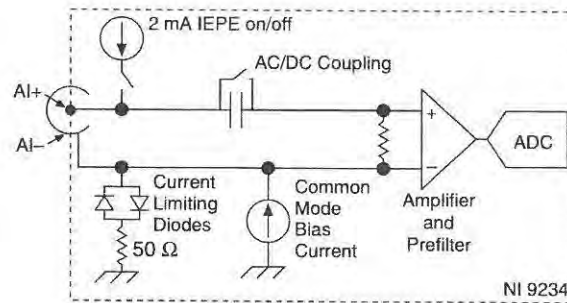 2 mA IEPE on/off
AC/DC Coupling
AI+
AI–
+
–
ADC
Current
Limiting
Diodes
50 Ω
Common
Mode
Bias
Current
Amplifier
and
Prefilter
NI 9234